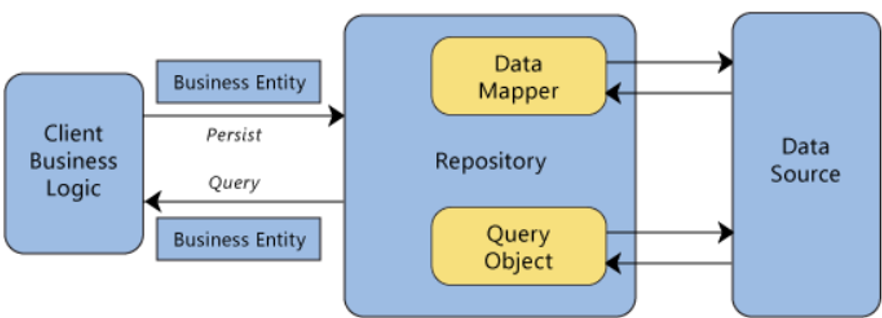 Client
Business
Logic
Business Entity
Persist
Query
Business Entity
Data
Mapper
Repository
Query
Object
Data
Source